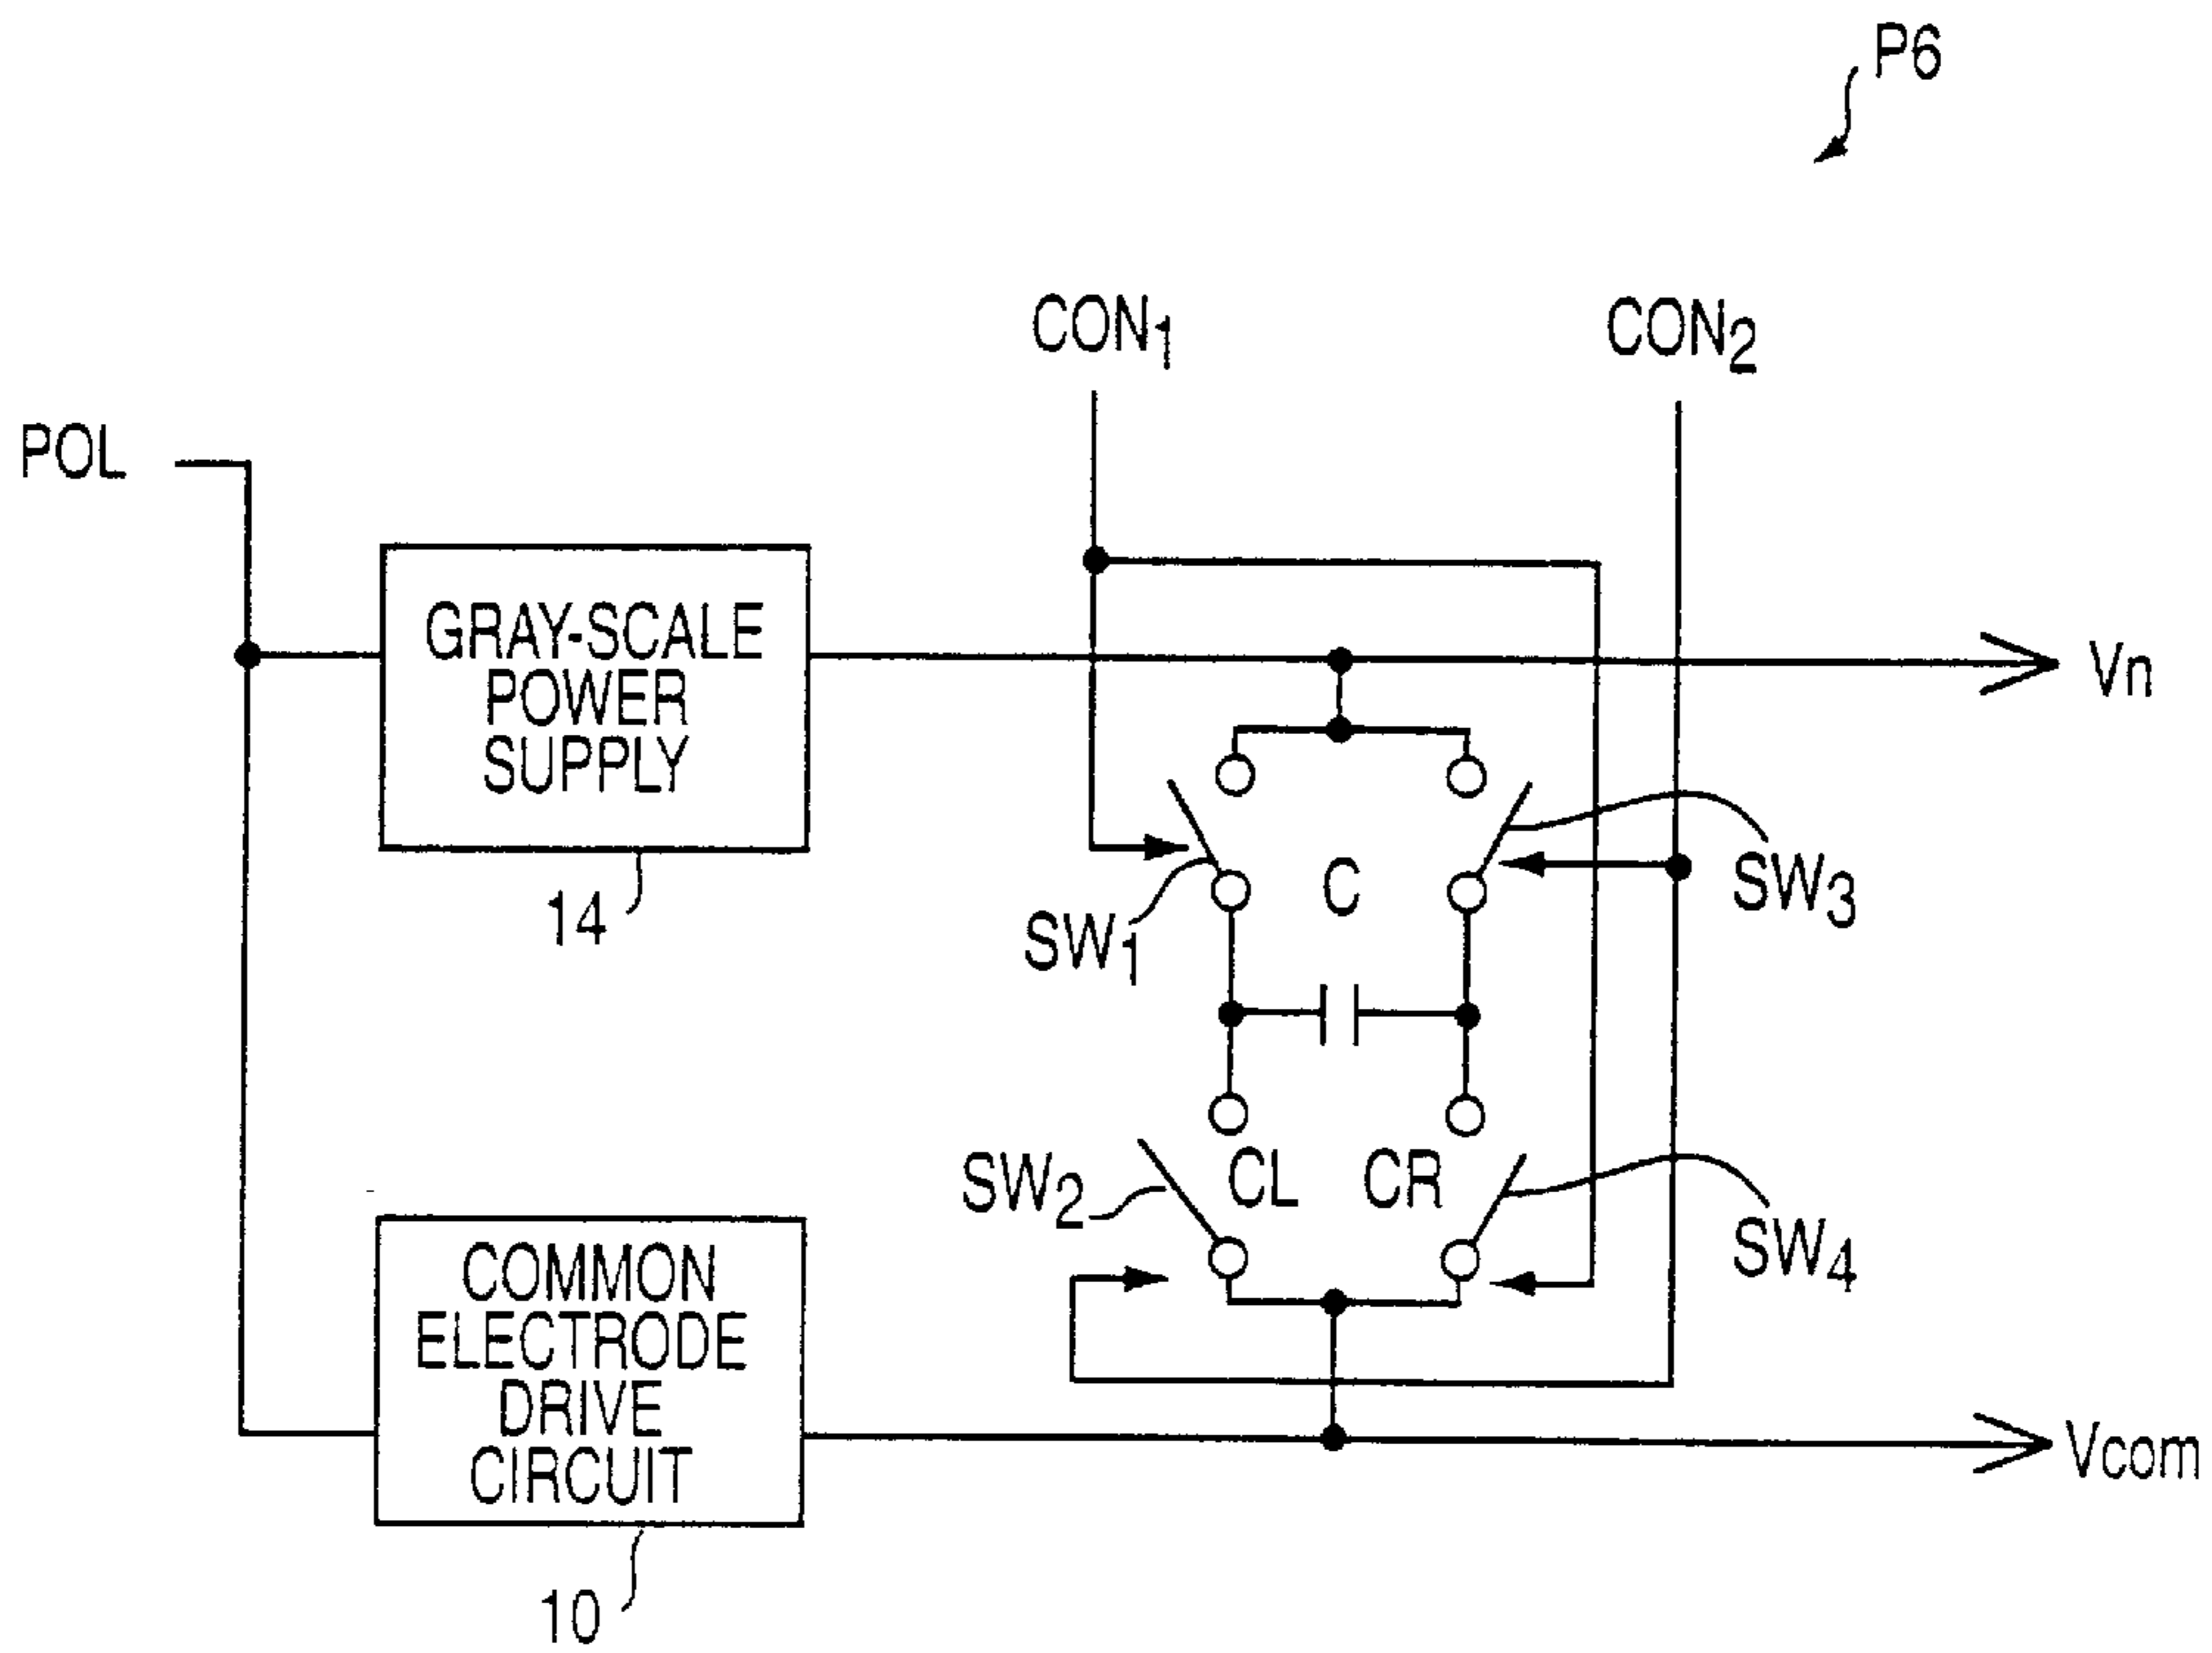 P6
CON1
CON2
POL
GRAY-SCALE
POWER
SUPPLY
Vn
14
SW1
C
SW3
SW2
CL
CR
SW4
COMMON
ELECTRODE
DRIVE
CIRCUIT
Vcom
10